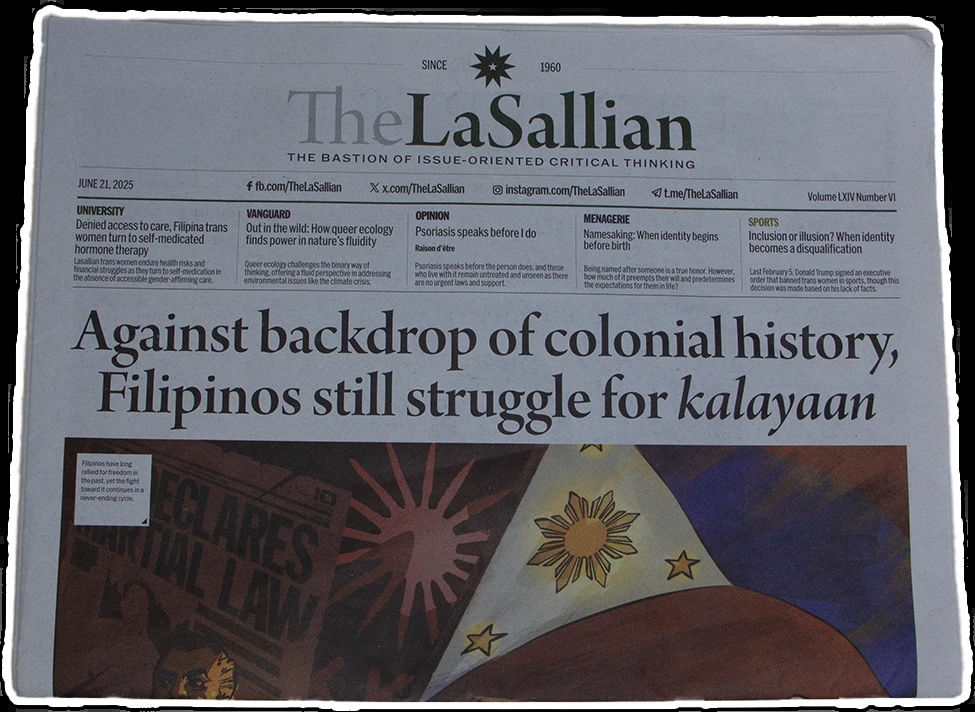 SINCE 1960
TheLaSallian
THE BASTION OF ISSUE-ORIENTED CRITICAL THINKING
JUNE 21, 2025
fb.com/TheLaSallian
x.com/TheLaSallian
instagram.com/TheLaSallian
t.me/TheLaSallian
Volume LXIV Number VI
UNIVERSITY
Denied access to care, Filipina trans
women turn to self-medicated
hormone therapy
Lasallian trans women endure health risks and
financial struggles as they turn to self-medication in
the absence of accessible gender-affirming care.
VANGUARD
Out in the wild: How queer ecology
finds power in nature's fluidity
Queer ecology challenges the binary way of
thinking, offering a fluid perspective in addressing
environmental issues like the climate crisis.
OPINION
Psoriasis speaks before I do
Raison d'être
Psoriasis speaks before the person does, and those
who live with it remain untreated and unseen as there
are no urgent laws and support.
MENAGERIE
Namesaking: When identity begins
before birth
Being named after someone is a true honor. However,
how much of it preempts their will and predetermines
the expectations for them in life?
SPORTS
Inclusion or illusion? When identity
becomes a disqualification
Last February 5, Donald Trump signed an executive
order that banned trans women in sports, though this
decision was made based on his lack of facts.
Against backdrop of colonial history,
Filipinos still struggle for kalayaan
Filipinos have long
rallied for freedom in
the past, yet the fight
toward it continues in a
never-ending cycle.
DECLARES
MARTIAL LAW